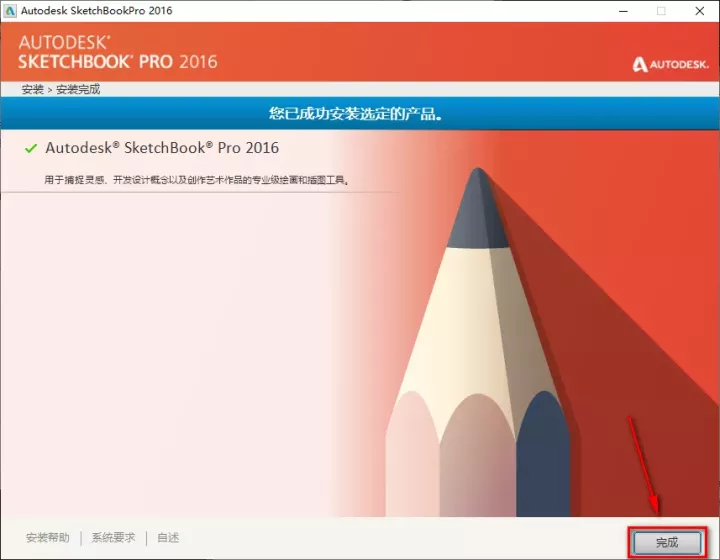 Autodesk SketchBookPro 2016
AUTODESK®
SKETCHBOOK® PRO 2016
AUTODESK.
安装 > 安装完成
您已成功安装选定的产品。
Autodesk® SketchBook® Pro 2016
用于捕捉灵感、开发设计概念以及创作艺术作品的专业级绘画和插图工具。
安装帮助 | 系统要求 | 自述
完成